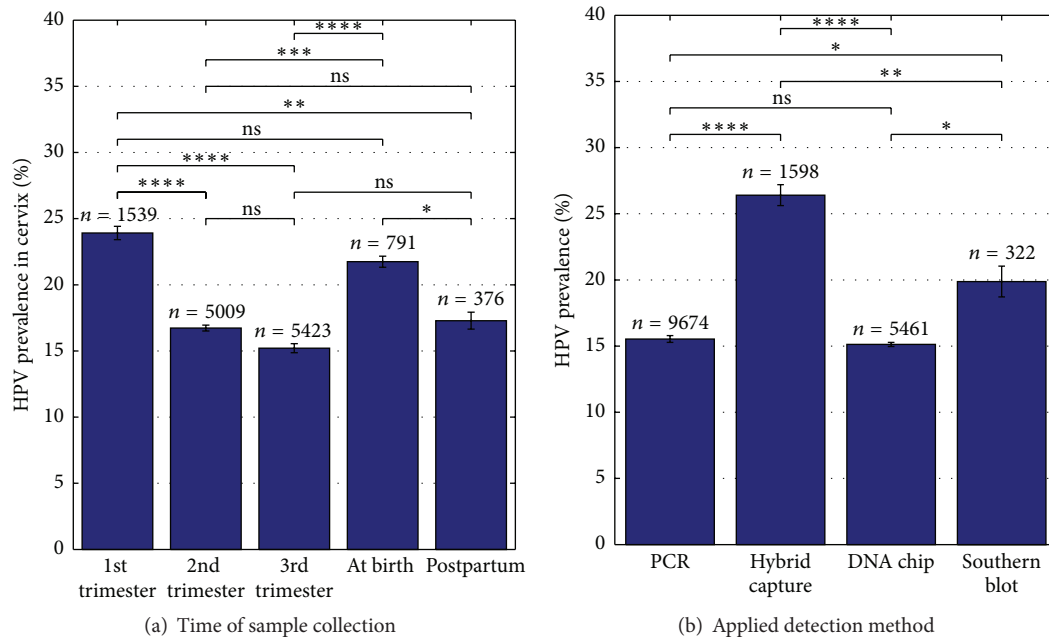 40
35
30
25
20
15
10
5
0
HPV prevalence in cervix (%)
****
***
ns
**
ns
****
****
ns
ns
*
n = 1539
n = 5009
n = 5423
n = 791
n = 376
1st trimester
2nd trimester
3rd trimester
At birth
Postpartum
(a) Time of sample collection
40
35
30
25
20
15
10
5
0
HPV prevalence (%)
****
*
**
ns
****
*
n = 9674
n = 1598
n = 5461
n = 322
PCR
Hybrid capture
DNA chip
Southern blot
(b) Applied detection method